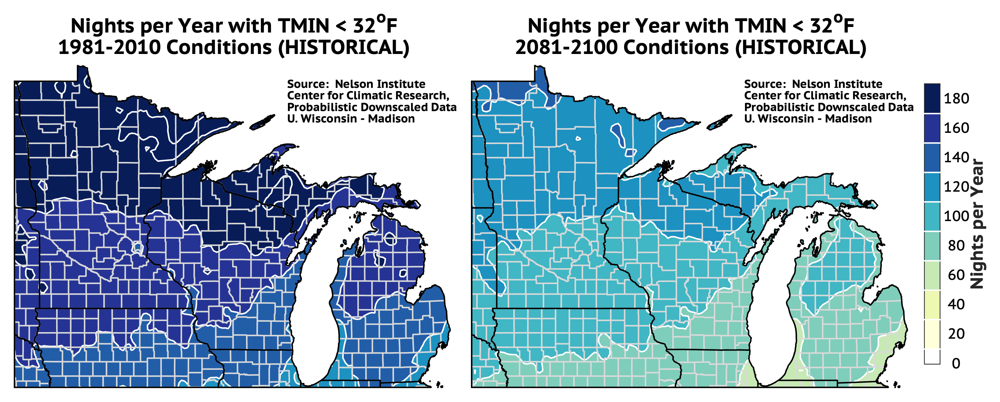 Nights per Year with TMIN < 32°F
1981-2010 Conditions (HISTORICAL)
Source: Nelson Institute
Center for Climatic Research,
Probabilistic Downscaled Data
U. Wisconsin - Madison
Nights per Year with TMIN < 32°F
2081-2100 Conditions (HISTORICAL)
Source: Nelson Institute
Center for Climatic Research,
Probabilistic Downscaled Data
U. Wisconsin - Madison
180
160
140
120
100
80
60
40
20
0
Nights per Year